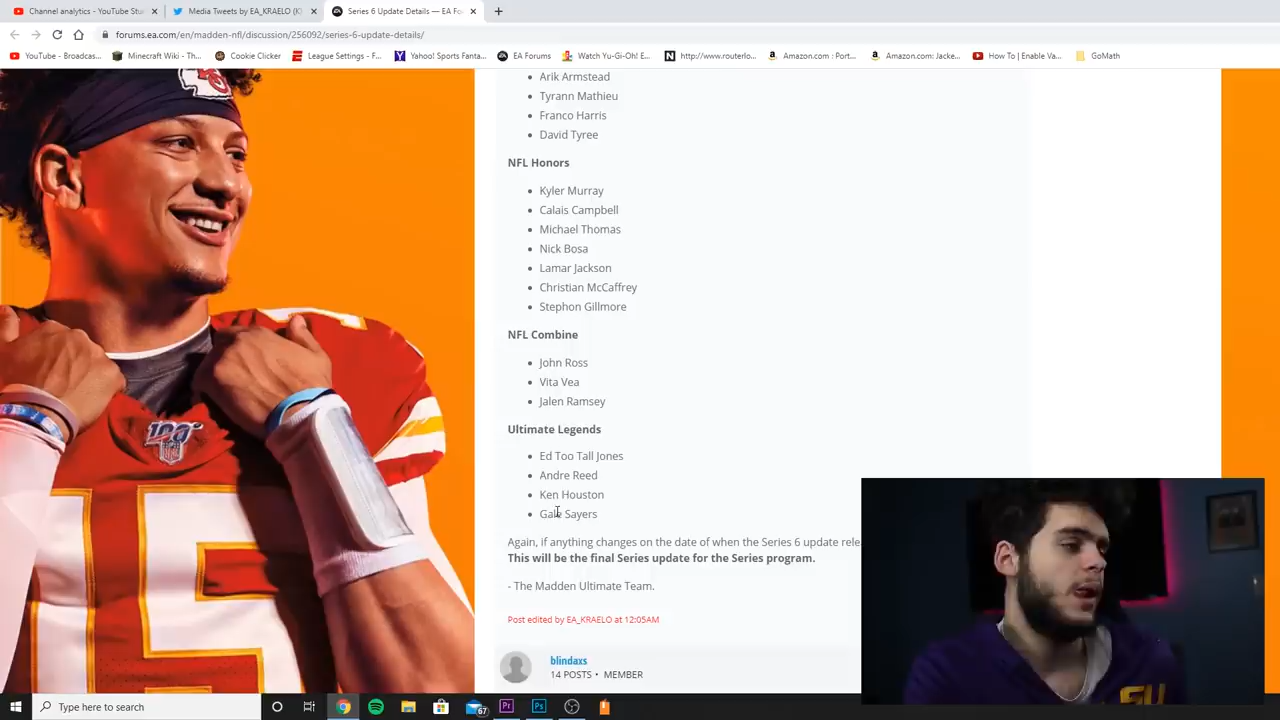 Channel analytics - YouTube Stu
Media Tweets by EA_KRAELO (K
Series 6 Update Details — EA Fo
forums.ea.com/en/madden-nfl/discussion/256092/series-6-update-details/
YouTube - Broadcas...
Minecraft Wiki - Th...
Cookie Clicker
League Settings - F...
Yahoo! Sports Fanta...
EA Forums
Watch Yu-Gi-Oh! E...
http://www.routerlo...
Amazon.com : Port...
Amazon.com: Jacke...
How To | Enable Va...
GoMath
Arik Armstead
Tyrann Mathieu
Franco Harris
David Tyree
NFL Honors
Kyler Murray
Calais Campbell
Michael Thomas
Nick Bosa
Lamar Jackson
Christian McCaffrey
Stephon Gillmore
NFL Combine
John Ross
Vita Vea
Jalen Ramsey
Ultimate Legends
Ed Too Tall Jones
Andre Reed
Ken Houston
Gale Sayers
Again, if anything changes on the date of when the Series 6 update rele
This will be the final Series update for the Series program.
- The Madden Ultimate Team.
Post edited by EA_KRAELO at 12:05AM
blindaxs
14 POSTS • MEMBER
100
15
Type here to search
67